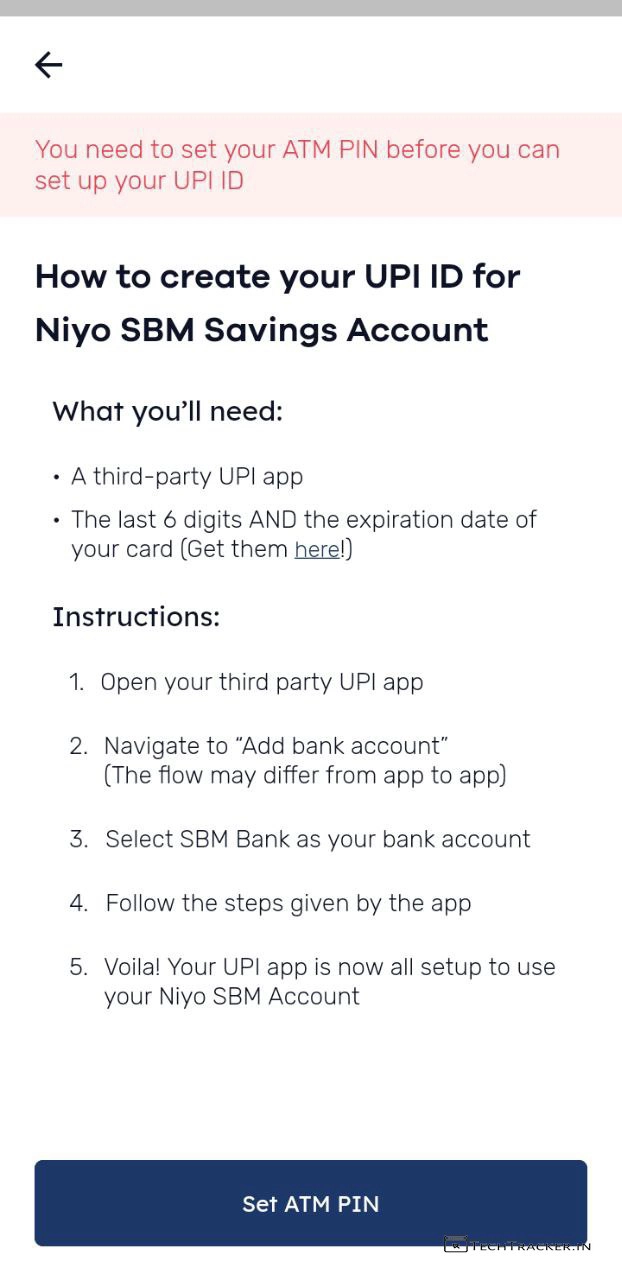 You need to set your ATM PIN before you can
set up your UPI ID
How to create your UPI ID for
Niyo SBM Savings Account
What you’ll need:
• A third-party UPI app
• The last 6 digits AND the expiration date of
your card (Get them here!)
Instructions:
1. Open your third party UPI app
2. Navigate to “Add bank account”
(The flow may differ from app to app)
3. Select SBM Bank as your bank account
4. Follow the steps given by the app
5. Voila! Your UPI app is now all setup to use
your Niyo SBM Account
Set ATM PIN
TECHTRACKER.IN